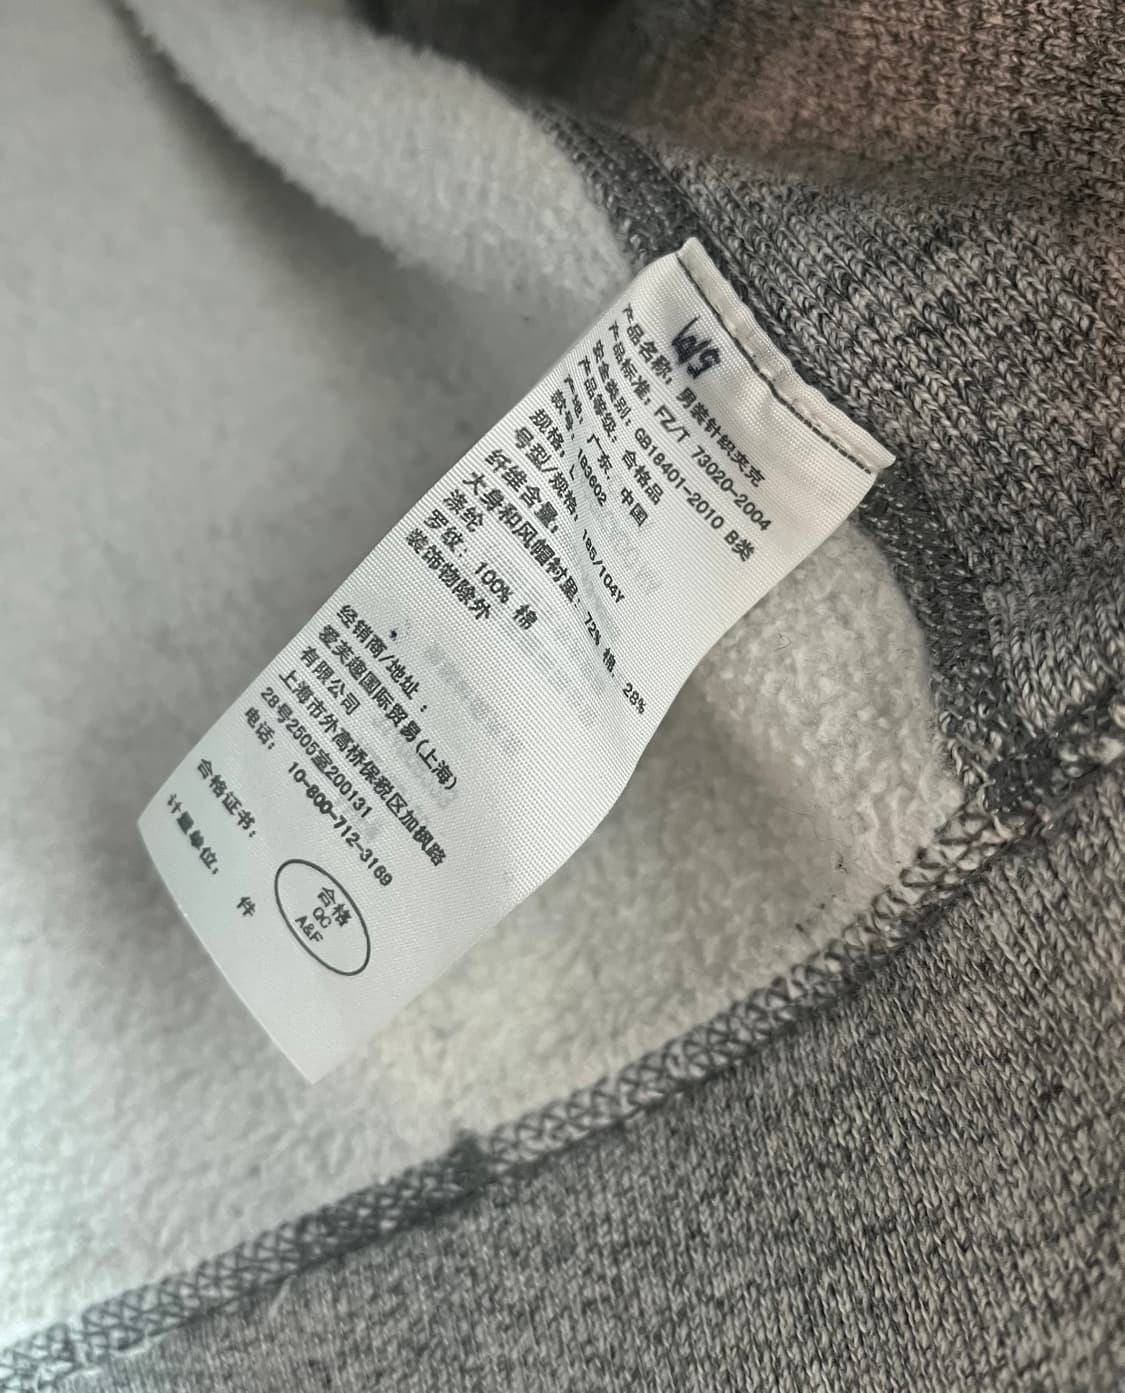 产品名称: 男装针织夹克
产品标准: FZ/T 73020-2004
安全类别: GB18401-2010 B类
产品等级: 合格品
产地: 广东, 中国
款号: 183602
规格: L
号型/规格: 185/104Y
纤维含量:
大身和风帽衬里: 72% 棉, 28%
涤纶
罗纹: 100% 棉
装饰物除外
经销商/地址:
爱芙趣国际贸易(上海)
有限公司
上海市外高桥保税区加枫路
28号2505室200131
电话: 10-800-712-3169
合格证书:
合格
QC
A&F
计量单位: 件